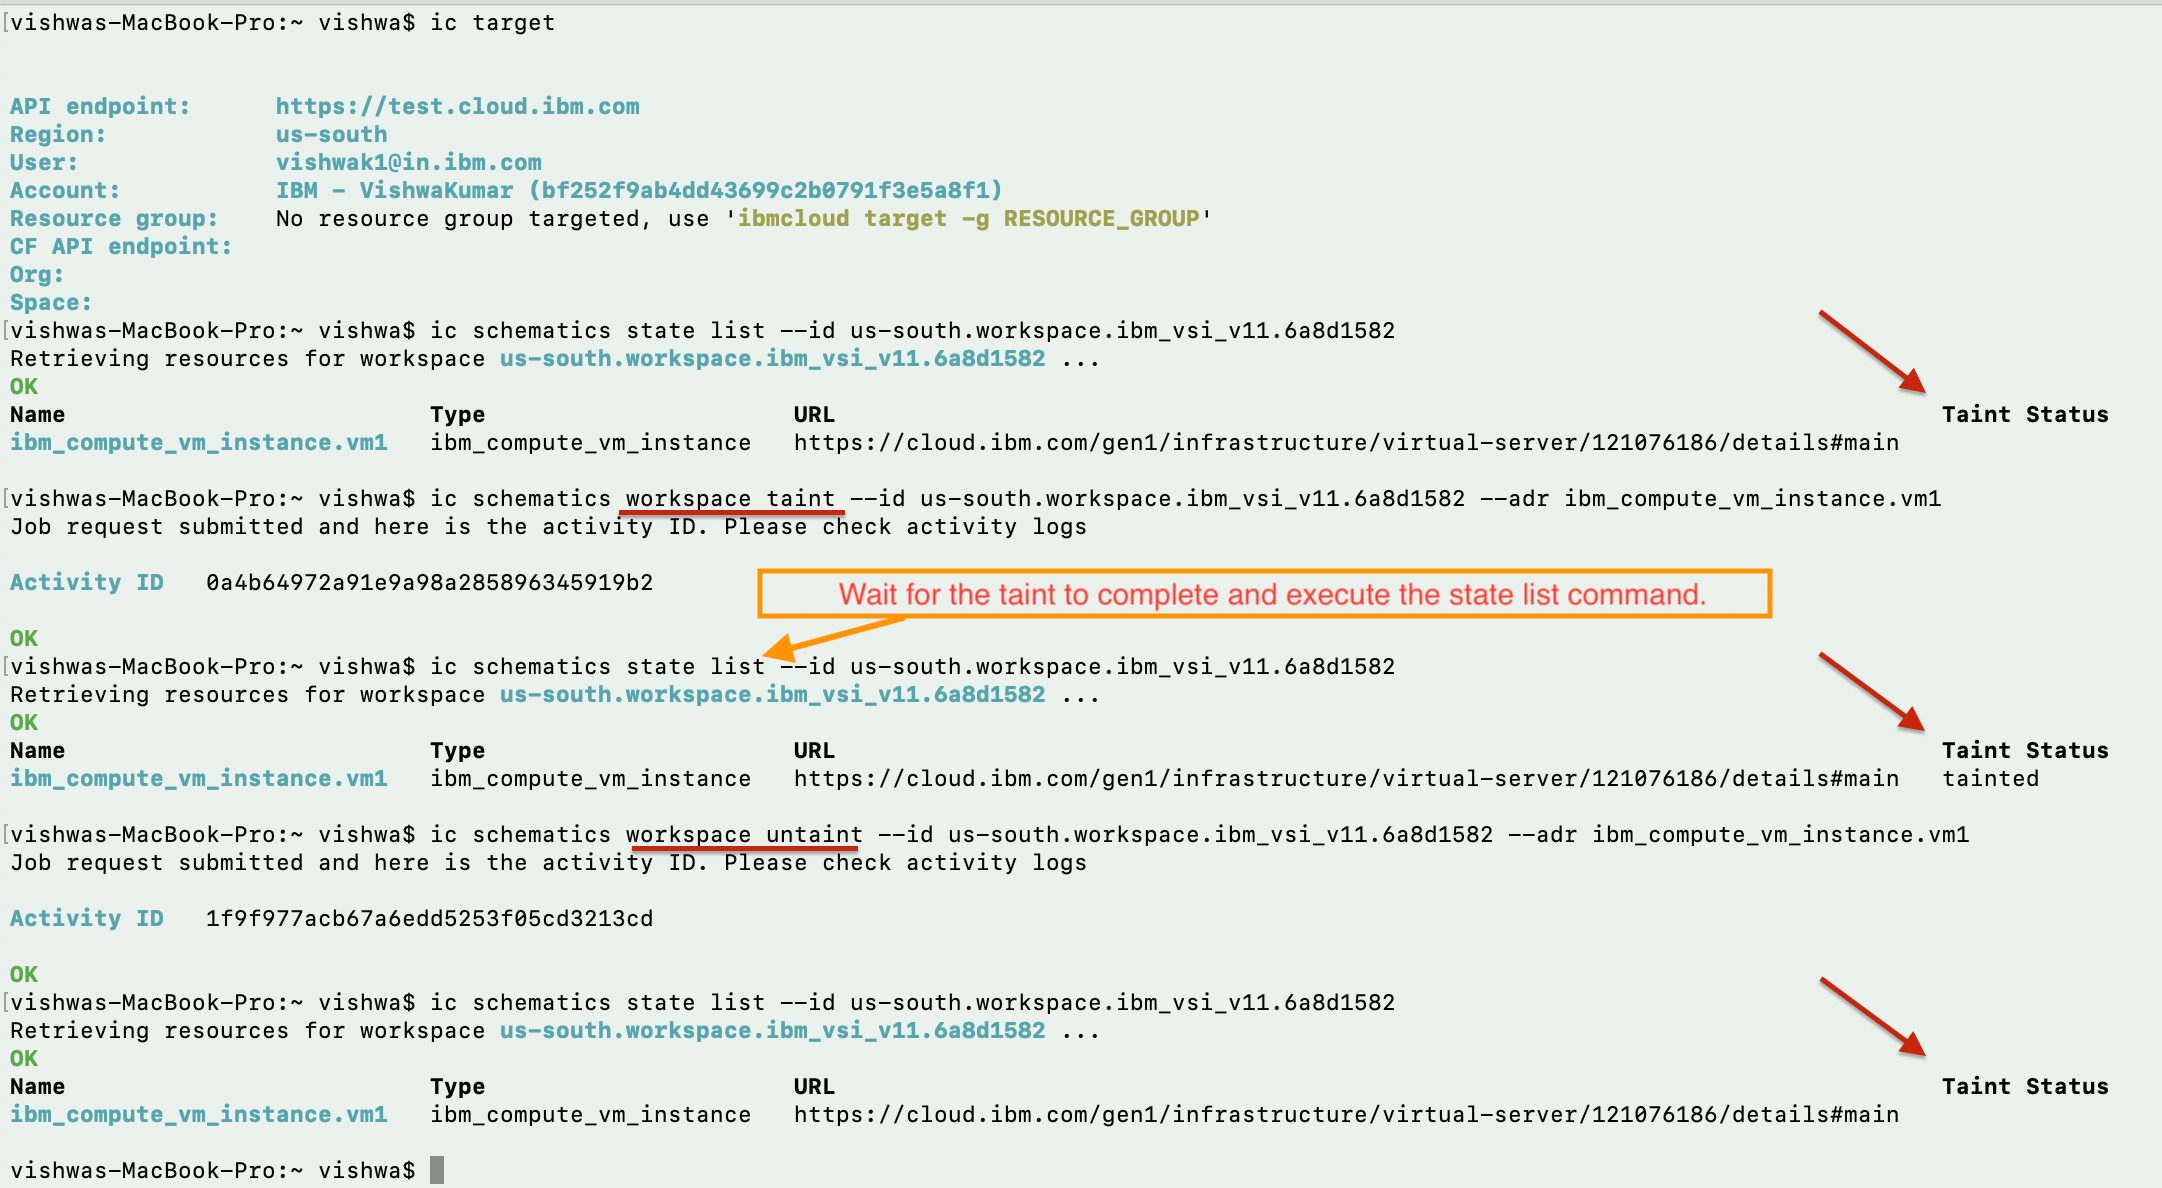 [vishwas-MacBook-Pro:~ vishwa$ ic target
API endpoint:      https://test.cloud.ibm.com
Region:            us-south
User:              vishwak1@in.ibm.com
Account:           IBM - VishwaKumar (bf252f9ab4dd43699c2b0791f3e5a8f1)
Resource group:    No resource group targeted, use 'ibmcloud target -g RESOURCE_GROUP'
CF API endpoint:
Org:
Space:
[vishwas-MacBook-Pro:~ vishwa$ ic schematics state list --id us-south.workspace.ibm_vsi_v11.6a8d1582
Retrieving resources for workspace us-south.workspace.ibm_vsi_v11.6a8d1582 ...
OK
Name                          Type                      URL                                                                               Taint Status
ibm_compute_vm_instance.vm1   ibm_compute_vm_instance   https://cloud.ibm.com/gen1/infrastructure/virtual-server/121076186/details#main
[vishwas-MacBook-Pro:~ vishwa$ ic schematics workspace taint --id us-south.workspace.ibm_vsi_v11.6a8d1582 --adr ibm_compute_vm_instance.vm1
Job request submitted and here is the activity ID. Please check activity logs
Activity ID   0a4b64972a91e9a98a285896345919b2
Wait for the taint to complete and execute the state list command.
OK
[vishwas-MacBook-Pro:~ vishwa$ ic schematics state list --id us-south.workspace.ibm_vsi_v11.6a8d1582
Retrieving resources for workspace us-south.workspace.ibm_vsi_v11.6a8d1582 ...
OK
Name                          Type                      URL                                                                               Taint Status
ibm_compute_vm_instance.vm1   ibm_compute_vm_instance   https://cloud.ibm.com/gen1/infrastructure/virtual-server/121076186/details#main   tainted
[vishwas-MacBook-Pro:~ vishwa$ ic schematics workspace untaint --id us-south.workspace.ibm_vsi_v11.6a8d1582 --adr ibm_compute_vm_instance.vm1
Job request submitted and here is the activity ID. Please check activity logs
Activity ID   1f9f977acb67a6edd5253f05cd3213cd
OK
[vishwas-MacBook-Pro:~ vishwa$ ic schematics state list --id us-south.workspace.ibm_vsi_v11.6a8d1582
Retrieving resources for workspace us-south.workspace.ibm_vsi_v11.6a8d1582 ...
OK
Name                          Type                      URL                                                                               Taint Status
ibm_compute_vm_instance.vm1   ibm_compute_vm_instance   https://cloud.ibm.com/gen1/infrastructure/virtual-server/121076186/details#main
vishwas-MacBook-Pro:~ vishwa$